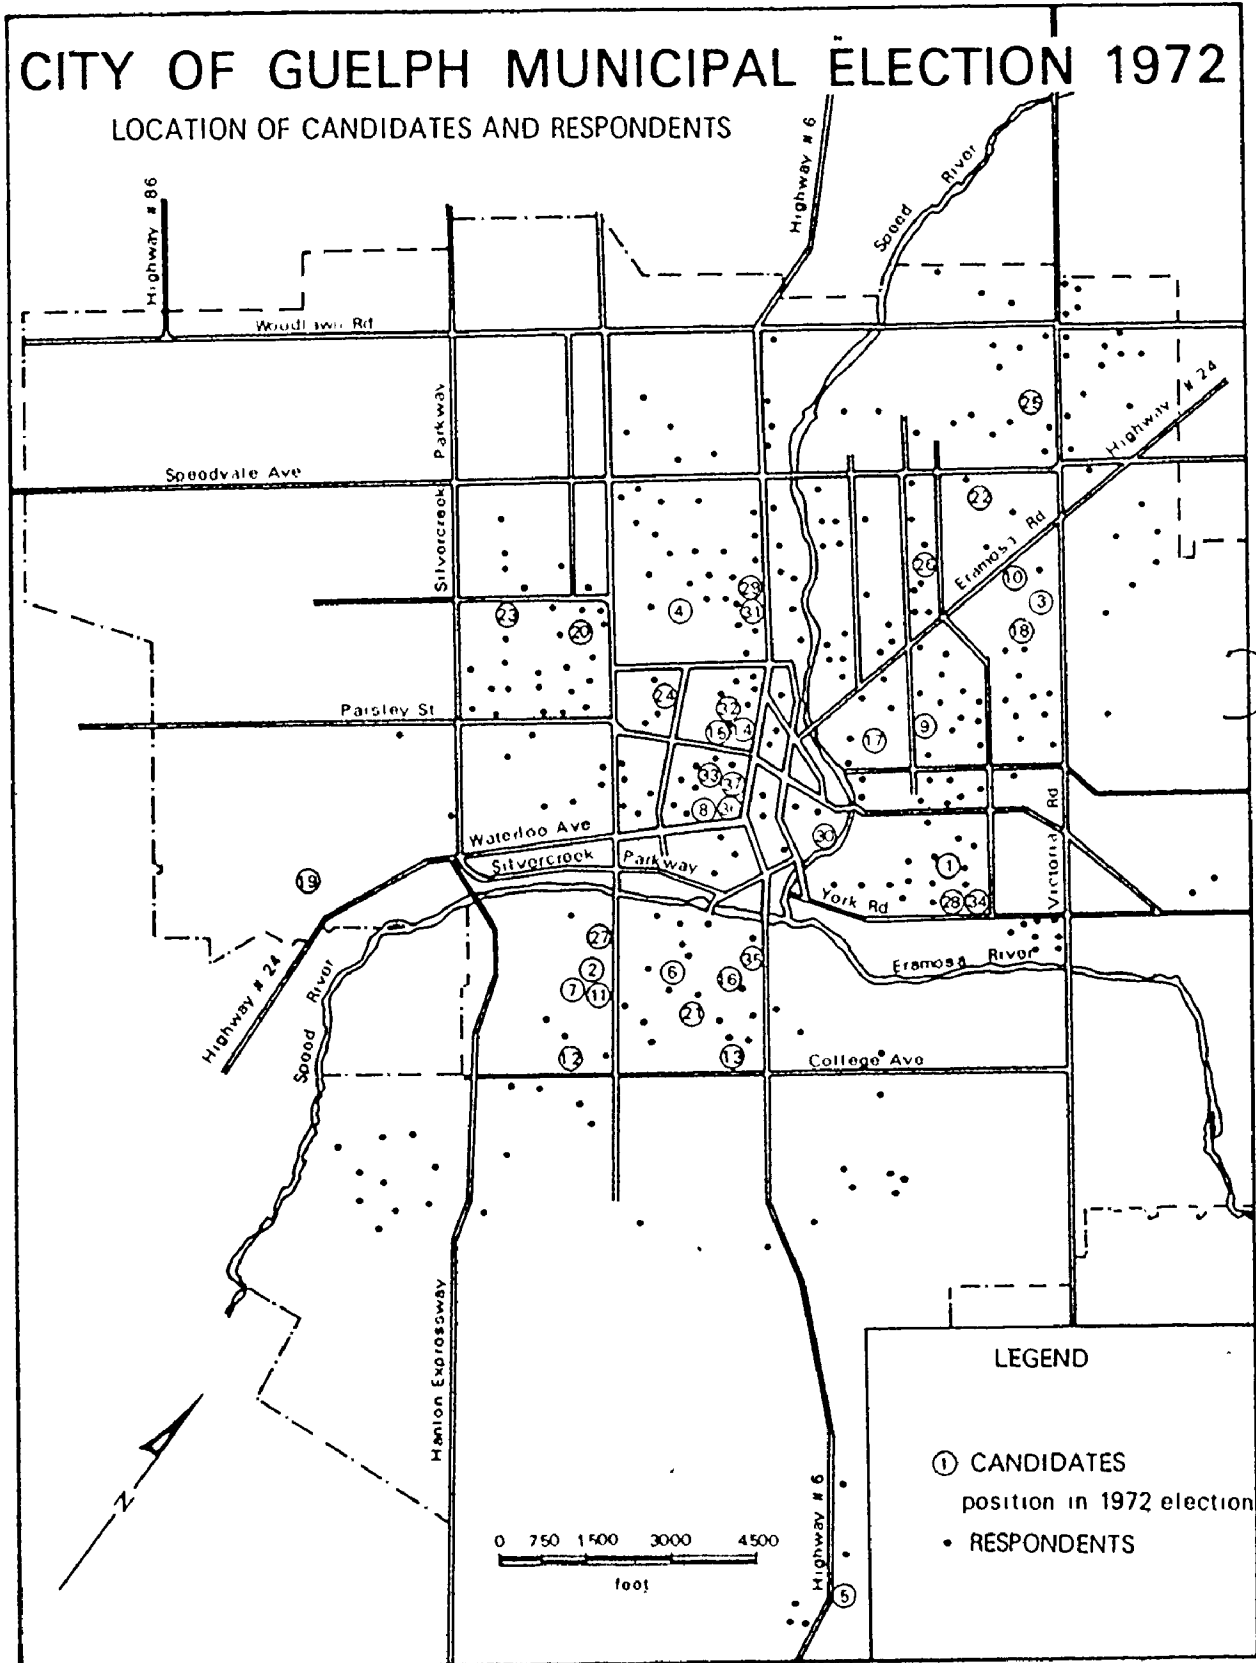 CITY OF GUELPH MUNICIPAL ELECTION 1972
LOCATION OF CANDIDATES AND RESPONDENTS
Highway # 86
Highway # 6
Speed River
Woodlawn Rd
Silvercreek Parkway
Highway # 24
25
Speedvale Ave
22
Eramosa Rd
26
10
29
4
31
3
23
20
18
24
32
Paisley St
15
14
17
9
33
37
8
36
Victoria Rd
Waterloo Ave
30
Silvercreek Parkway
19
1
York Rd
28
34
27
35
Eramosa River
2
6
16
7
11
Highway # 24
Speed River
21
12
13
College Ave
Hanlon Expressway
LEGEND
1 CANDIDATES
position in 1972 election
• RESPONDENTS
N
0 750 1500 3000 4500
feet
Highway # 6
5